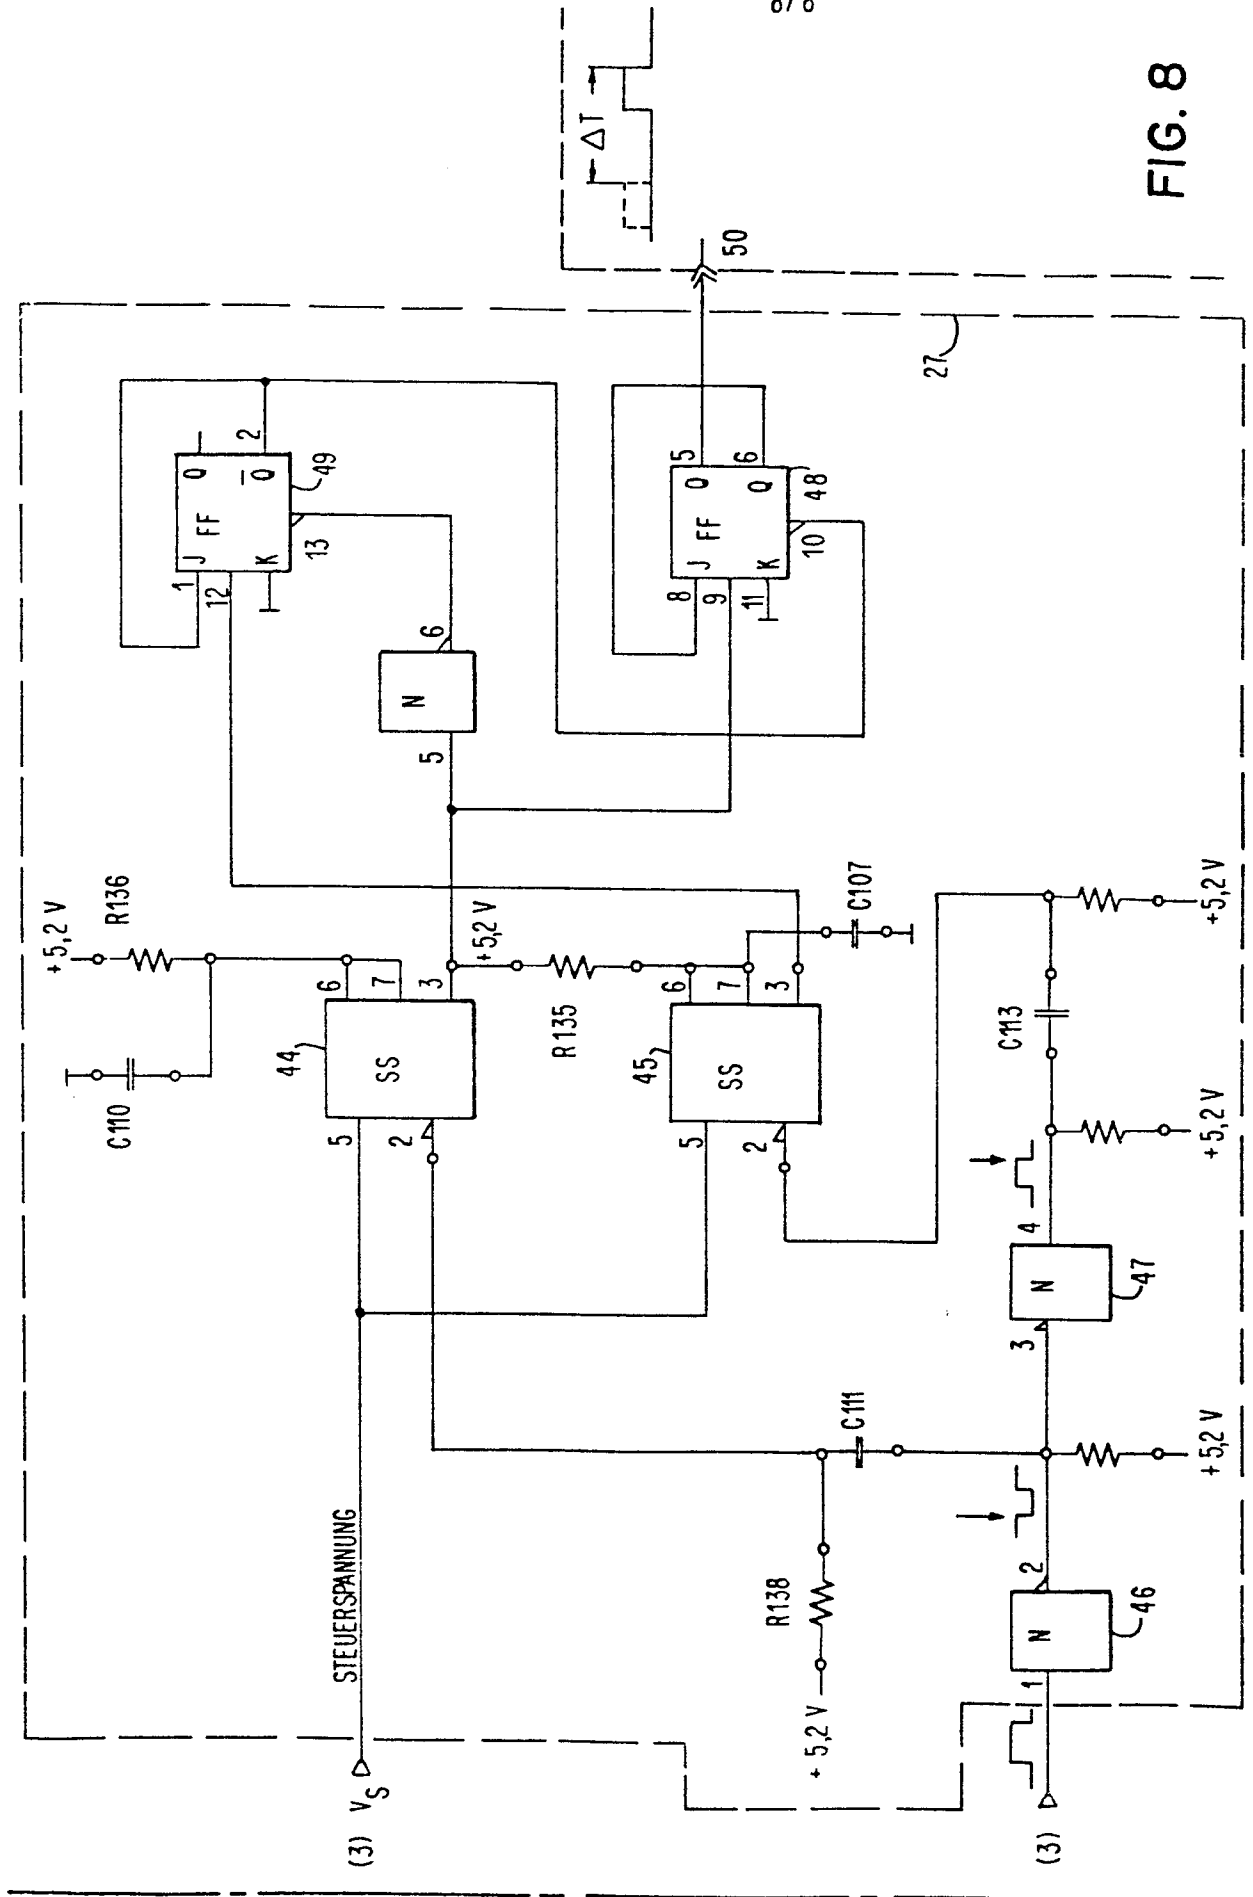 8/8
FIG. 8
ΔT
50
27
+5,2 V
R136
C110
1
J
Q
FF
12
K
Q
2
49
13
6
N
5
8
J
Q
5
9
FF
11
K
Q
6
48
10
44
5
SS
6
7
2
3
+5,2 V
R135
45
5
SS
6
7
2
3
C107
STEUERSPANNUNG
(3) VS
R138
+5,2 V
C111
(3)
1
N
2
46
+5,2 V
3
N
4
47
+5,2 V
C113
+5,2 V